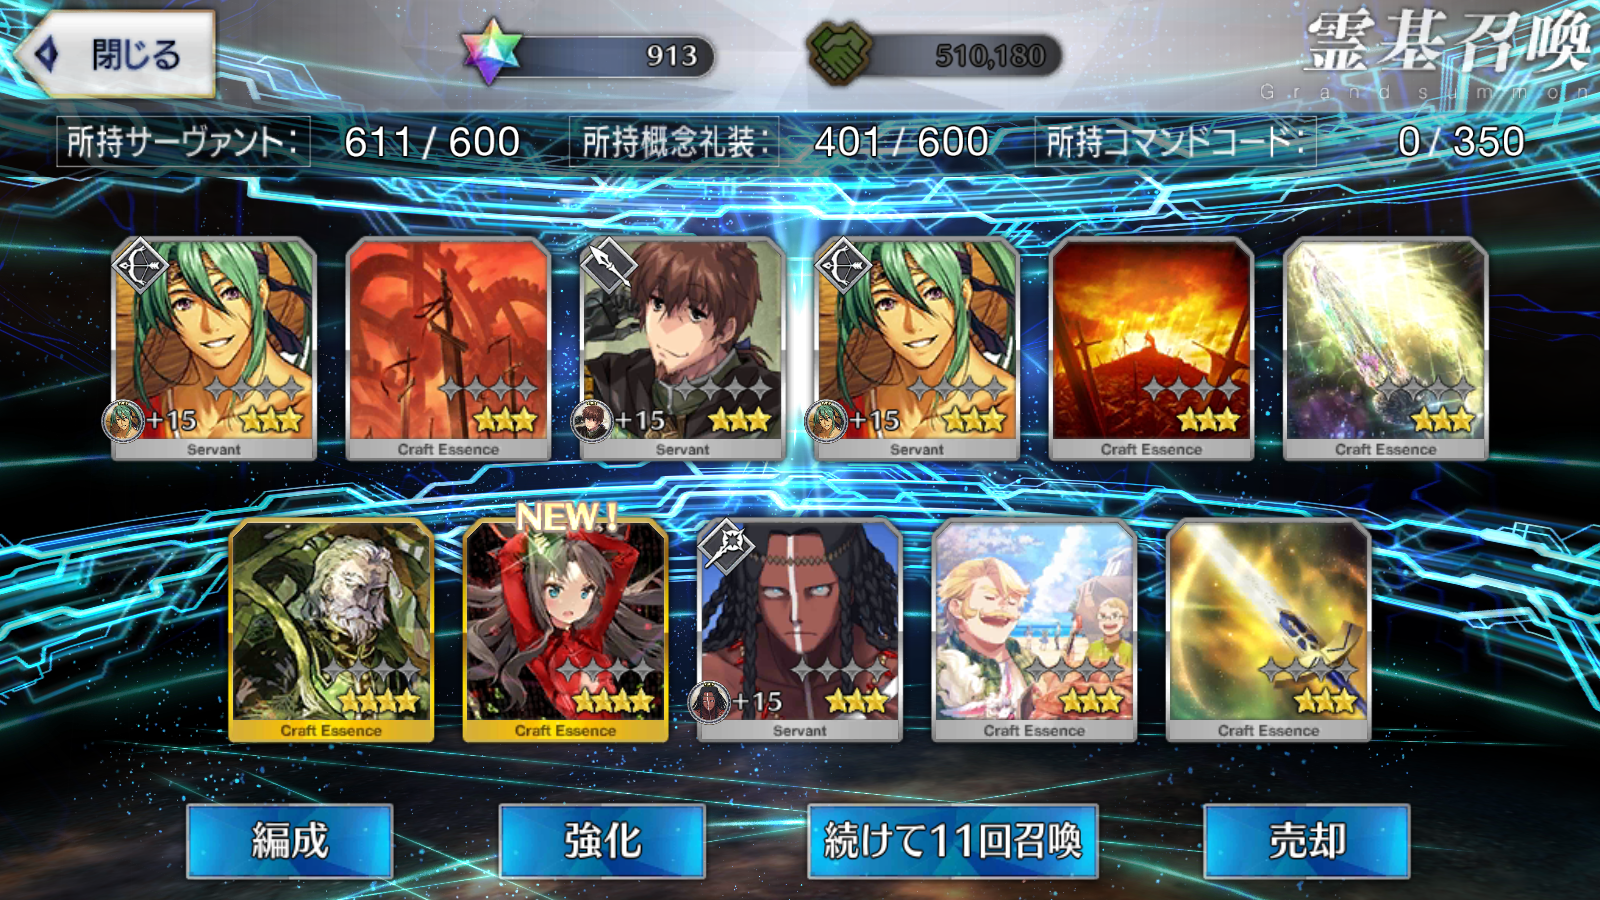 閉じる
913
510,180
霊基召喚
Grand summon
所持サーヴァント: 611 / 600
所持概念礼装: 401 / 600
所持コマンドコード: 0 / 350
+15
Servant
Craft Essence
+15
Servant
+15
Servant
Craft Essence
Craft Essence
NEW!
Craft Essence
Craft Essence
+15
Servant
Craft Essence
Craft Essence
編成
強化
続けて11回召喚
売却